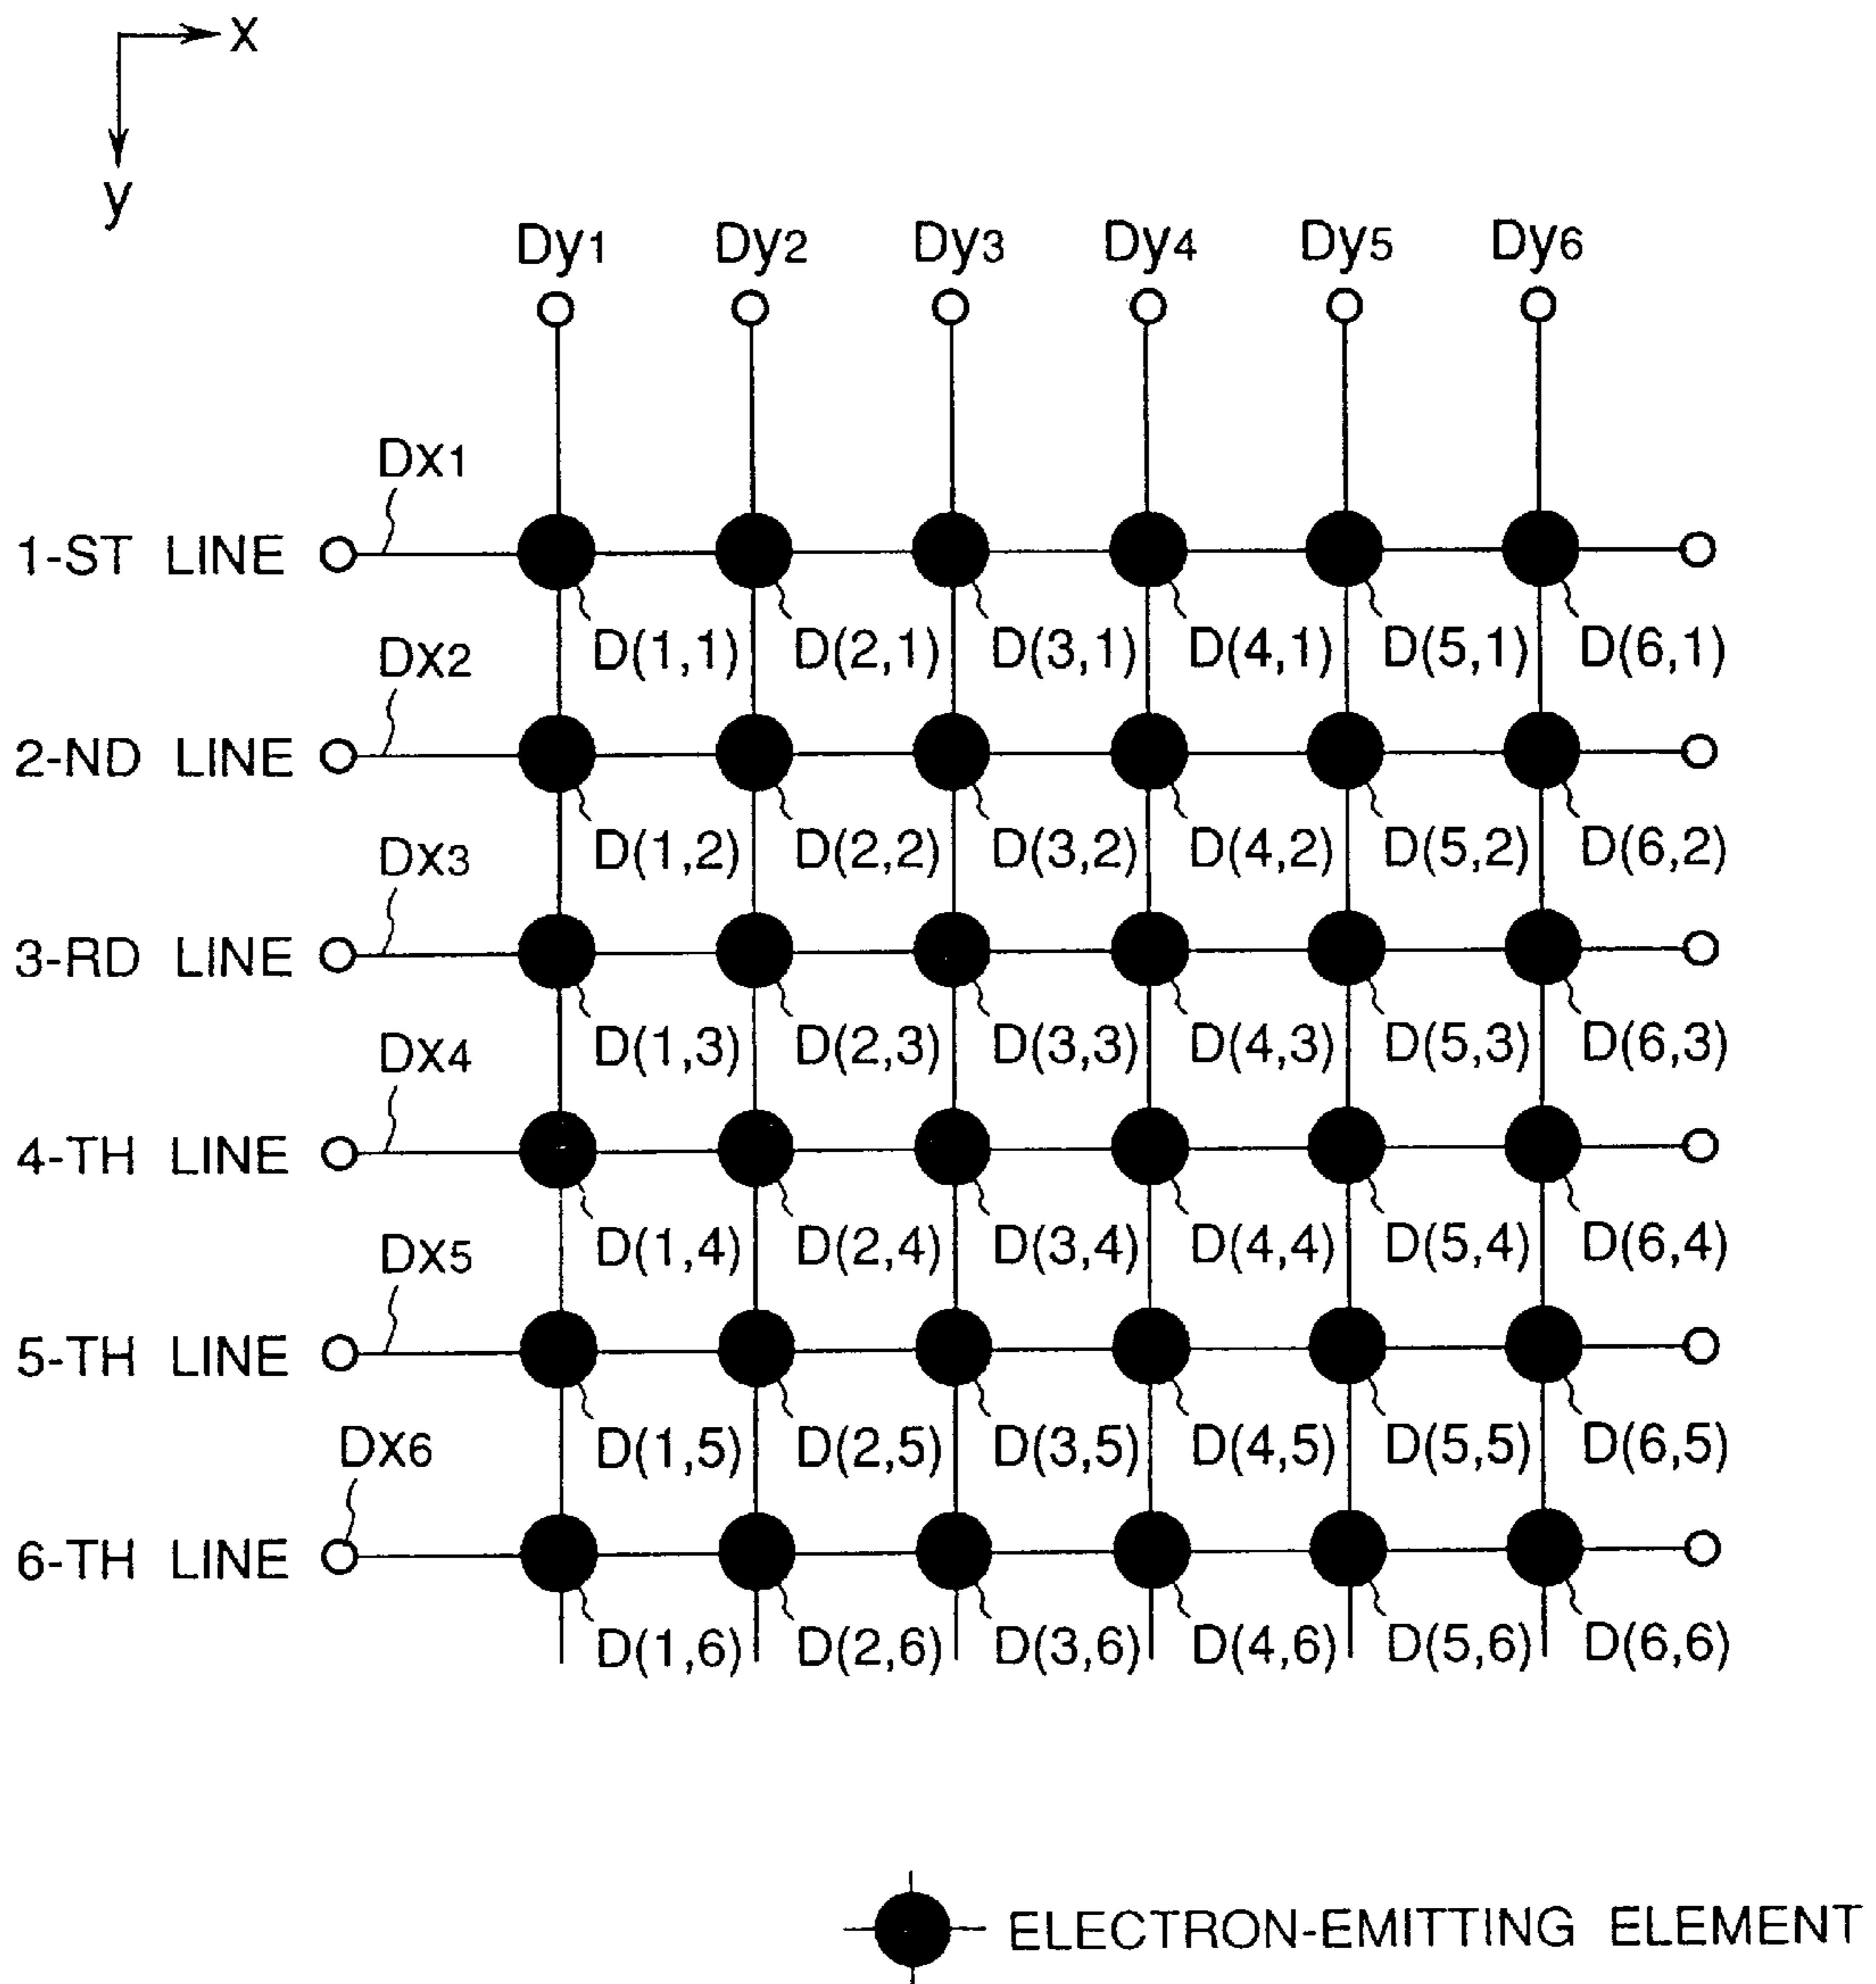 x
y
Dy1 Dy2 Dy3 Dy4 Dy5 Dy6
Dx1
1-ST LINE
D(1,1) D(2,1) D(3,1) D(4,1) D(5,1) D(6,1)
Dx2
2-ND LINE
D(1,2) D(2,2) D(3,2) D(4,2) D(5,2) D(6,2)
Dx3
3-RD LINE
D(1,3) D(2,3) D(3,3) D(4,3) D(5,3) D(6,3)
Dx4
4-TH LINE
D(1,4) D(2,4) D(3,4) D(4,4) D(5,4) D(6,4)
Dx5
5-TH LINE
D(1,5) D(2,5) D(3,5) D(4,5) D(5,5) D(6,5)
Dx6
6-TH LINE
D(1,6) D(2,6) D(3,6) D(4,6) D(5,6) D(6,6)
ELECTRON-EMITTING ELEMENT